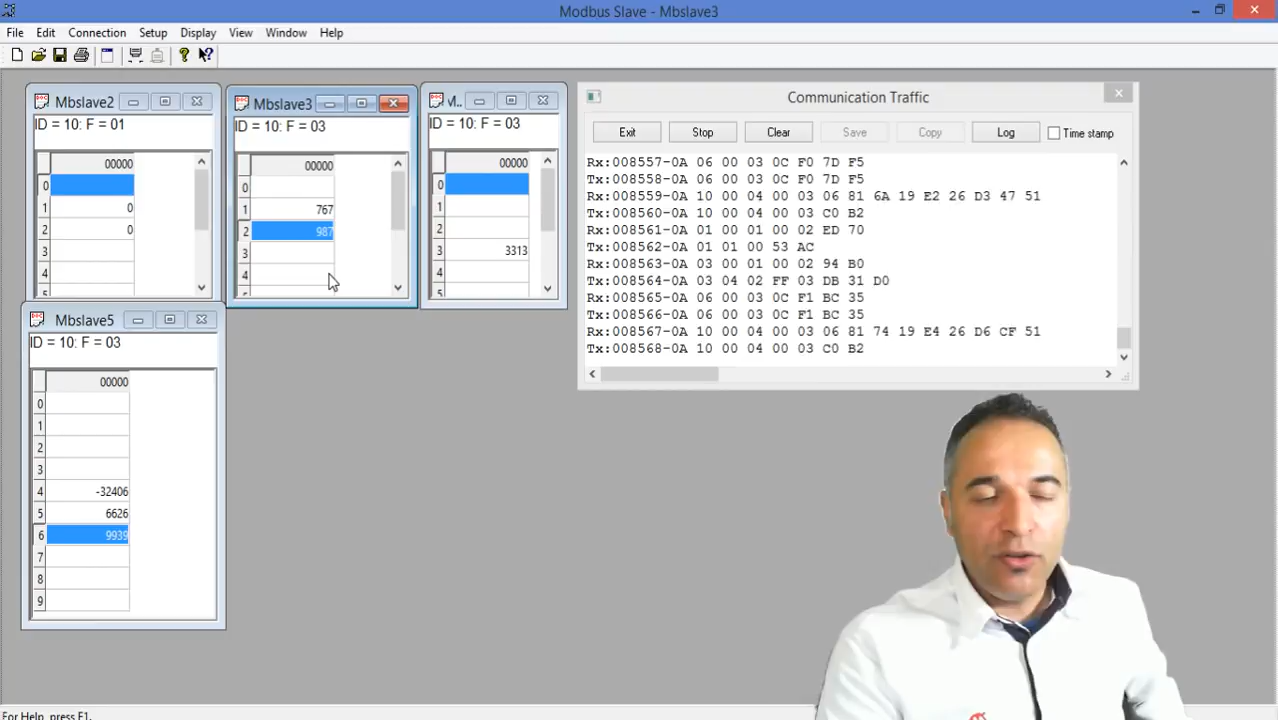 Modbus Slave - Mbslave3
File Edit Connection Setup Display View Window Help
Mbslave2
ID = 10: F = 01
00000
0
1 0
2 0
3
4
Mbslave3
ID = 10: F = 03
00000
0
1 767
2 987
3
4
ID = 10: F = 03
00000
0
1
2
3 3313
4
Mbslave5
ID = 10: F = 03
00000
0
1
2
3
4 -32406
5 6626
6 9939
7
8
9
Communication Traffic
Exit Stop Clear Save Copy Log Time stamp
Rx:008557-0A 06 00 03 0C F0 7D F5
Tx:008558-0A 06 00 03 0C F0 7D F5
Rx:008559-0A 10 00 04 00 03 06 81 6A 19 E2 26 D3 47 51
Tx:008560-0A 10 00 04 00 03 C0 B2
Rx:008561-0A 01 00 01 00 02 ED 70
Tx:008562-0A 01 01 00 53 AC
Rx:008563-0A 03 00 01 00 02 94 B0
Tx:008564-0A 03 04 02 FF 03 DB 31 D0
Rx:008565-0A 06 00 03 0C F1 BC 35
Tx:008566-0A 06 00 03 0C F1 BC 35
Rx:008567-0A 10 00 04 00 03 06 81 74 19 E4 26 D6 CF 51
Tx:008568-0A 10 00 04 00 03 C0 B2
For Help, press F1.